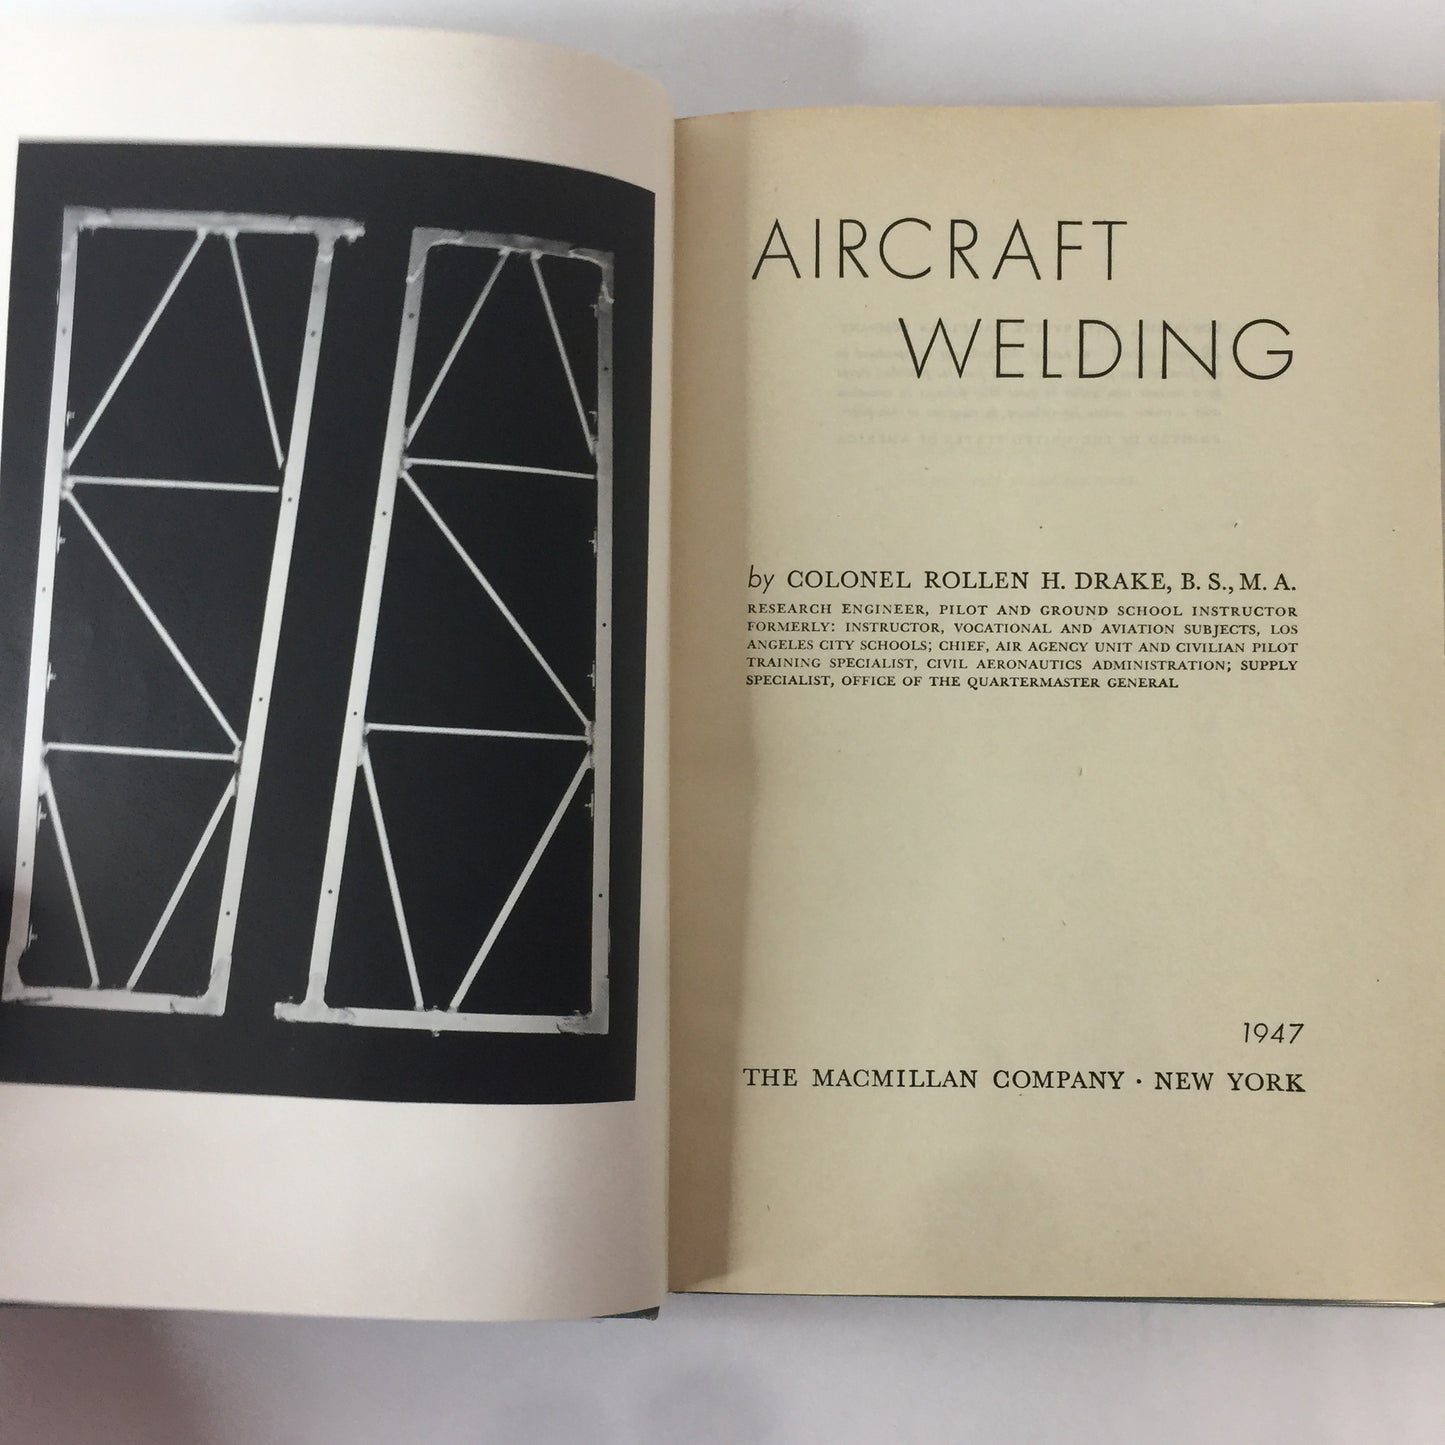 AIRCRAFT
WELDING
by COLONEL ROLLEN H. DRAKE, B. S., M. A.
RESEARCH ENGINEER, PILOT AND GROUND SCHOOL INSTRUCTOR
FORMERLY: INSTRUCTOR, VOCATIONAL AND AVIATION SUBJECTS, LOS
ANGELES CITY SCHOOLS; CHIEF, AIR AGENCY UNIT AND CIVILIAN PILOT
TRAINING SPECIALIST, CIVIL AERONAUTICS ADMINISTRATION; SUPPLY
SPECIALIST, OFFICE OF THE QUARTERMASTER GENERAL
1947
THE MACMILLAN COMPANY · NEW YORK